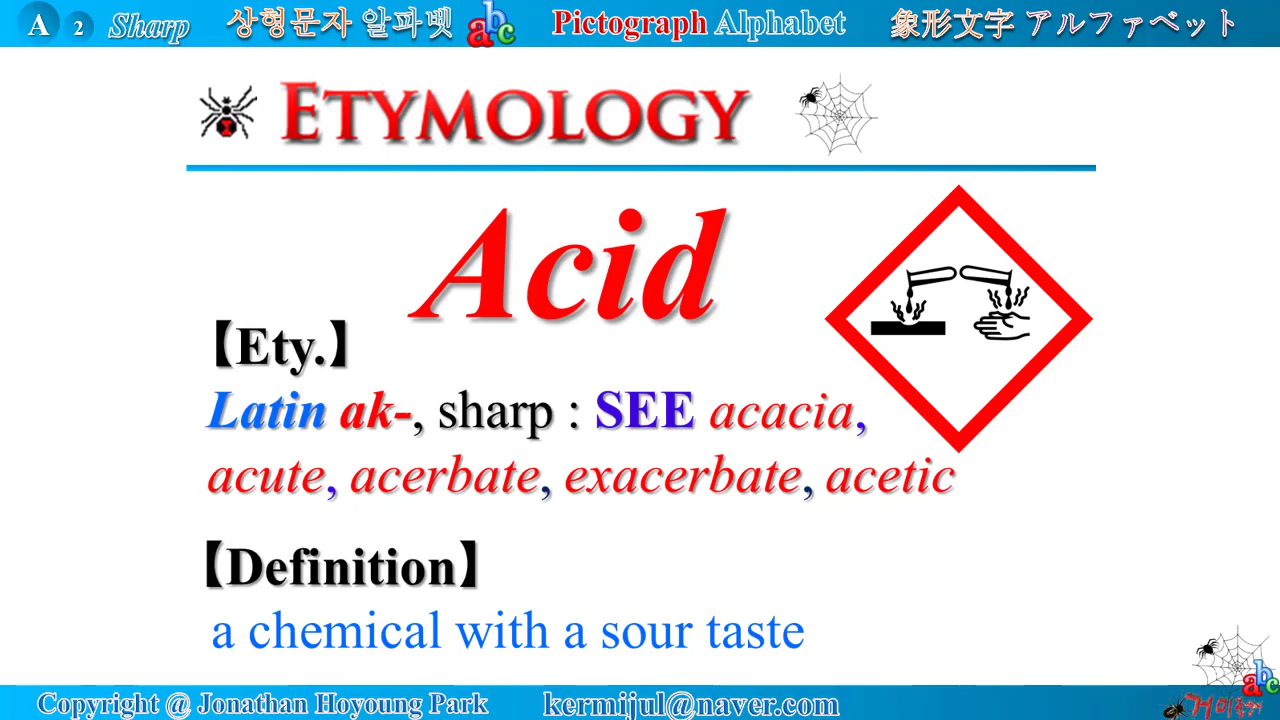 A 2 Sharp 상형문자 알파벳 abc Pictograph Alphabet 象形文字 アルファベット
ETYMOLOGY
Acid
【Ety.】
Latin ak-, sharp : SEE acacia,
acute, acerbate, exacerbate, acetic
【Definition】
a chemical with a sour taste
abc
Copyright @ Jonathan Hoyoung Park kermijul@naver.com